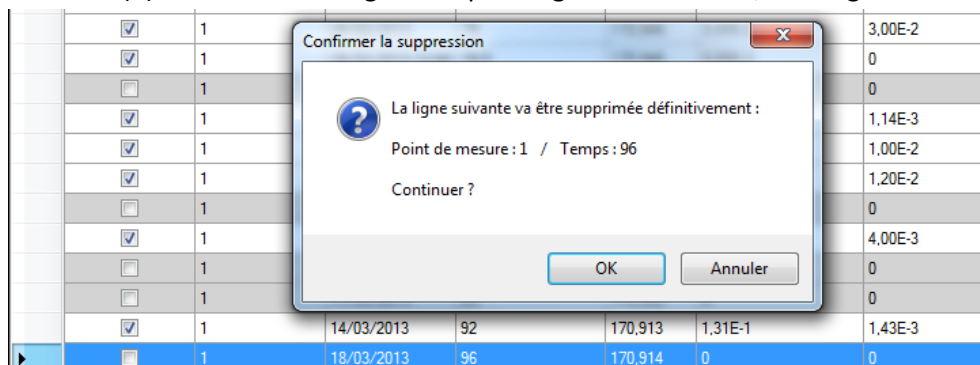 1 3,00E-2
Confirmer la suppression
1 0
1 0
La ligne suivante va être supprimée définitivement :
1 1,14E-3
Point de mesure : 1 / Temps : 96
1 1,00E-2
1 1,20E-2
Continuer ?
1 0
1 4,00E-3
OK Annuler
1 0
1 0
1 14/03/2013 92 170,913 1,31E-1 1,43E-3
1 18/03/2013 96 170,914 0 0